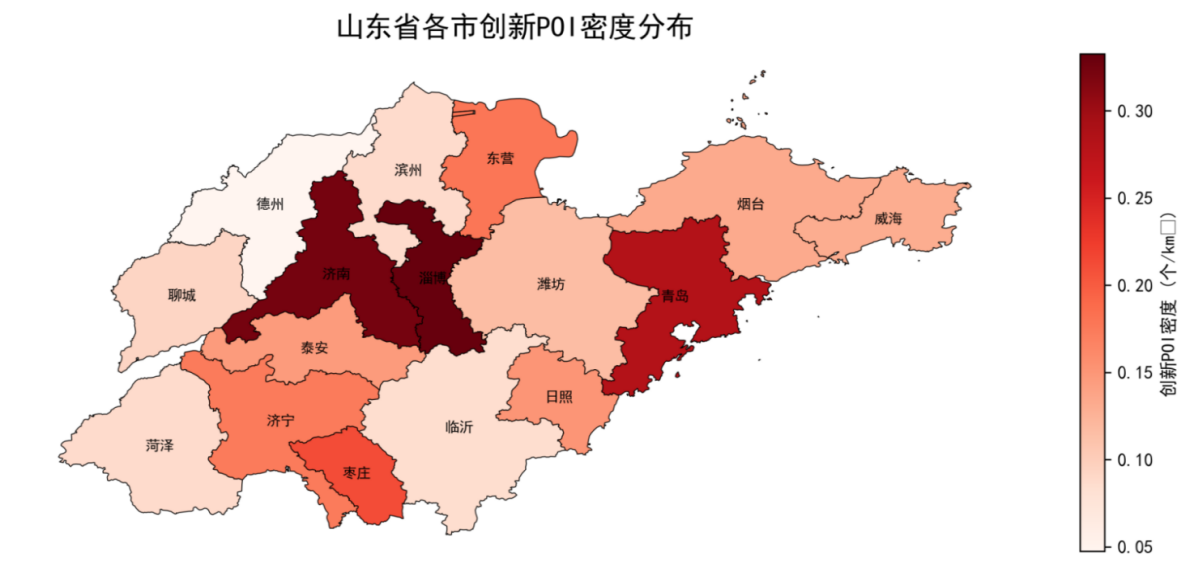 山东省各市创新POI密度分布
滨州
东营
德州
烟台
威海
济南
淄博
潍坊
聊城
青岛
泰安
日照
济宁
临沂
菏泽
枣庄
0.30
0.25
0.20
0.15
0.10
0.05
创新POI密度 (个/km□)